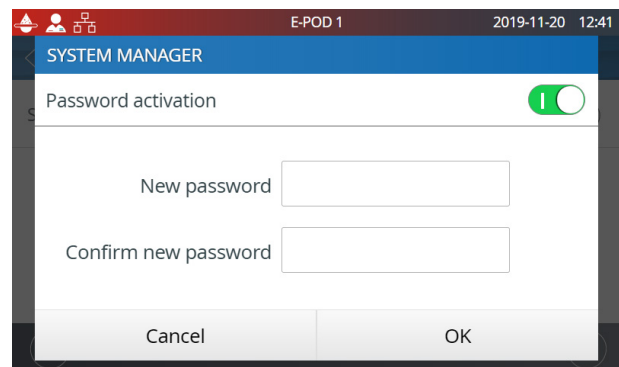 E-POD 1 2019-11-20 12:41
SYSTEM MANAGER
Password activation
New password
Confirm new password
Cancel OK